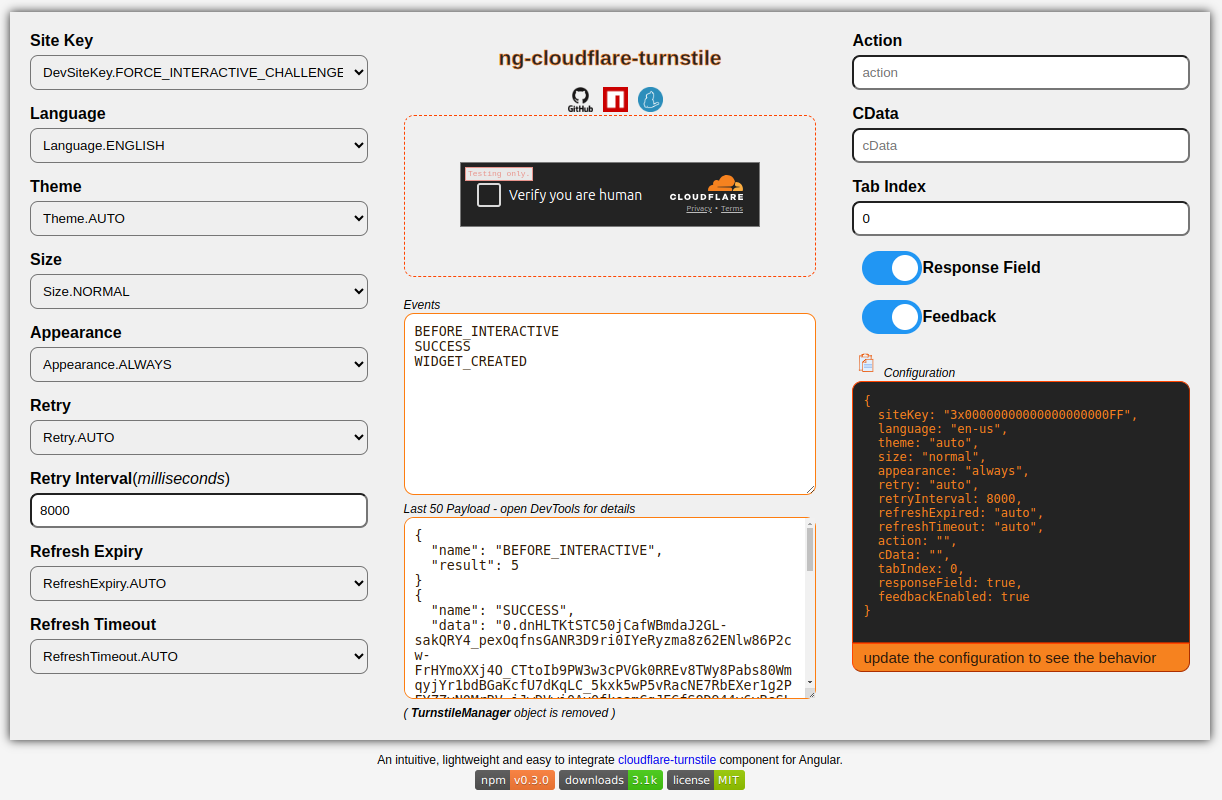 Site Key
DevSiteKey.FORCE_INTERACTIVE_CHALLENGE
Language
Language.ENGLISH
Theme
Theme.AUTO
Size
Size.NORMAL
Appearance
Appearance.ALWAYS
Retry
Retry.AUTO
Retry Interval(milliseconds)
8000
Refresh Expiry
RefreshExpiry.AUTO
Refresh Timeout
RefreshTimeout.AUTO
ng-cloudflare-turnstile
GitHub
Testing only.
Verify you are human
CLOUDFLARE
Privacy • Terms
Events
BEFORE_INTERACTIVE
SUCCESS
WIDGET_CREATED
Last 50 Payload - open DevTools for details
{
"name": "BEFORE_INTERACTIVE",
"result": 5
}
{
"name": "SUCCESS",
"data": "0.dnHLTKtSTC50jCafWBmdaJ2GL-
sakQRY4_pexOqfnsGANR3D9ri0IYeRyzma8z62ENlw86P2c
w-
FrHYmoXXj4O_CTtoIb9PW3w3cPVGk0RREv8TWy8Pabs80Wm
qyjYr1bdBGaKcfU7dKqLC_5kxk5wP5vRacNE7RbEXer1g2P
( TurnstileManager object is removed )
Action
action
CData
cData
Tab Index
0
Response Field
Feedback
Configuration
{
siteKey: "3x00000000000000000000FF",
language: "en-us",
theme: "auto",
size: "normal",
appearance: "always",
retry: "auto",
retryInterval: 8000,
refreshExpired: "auto",
refreshTimeout: "auto",
action: "",
cData: "",
tabIndex: 0,
responseField: true,
feedbackEnabled: true
}
update the configuration to see the behavior
An intuitive, lightweight and easy to integrate cloudflare-turnstile component for Angular.
npm v0.3.0 downloads 3.1k license MIT